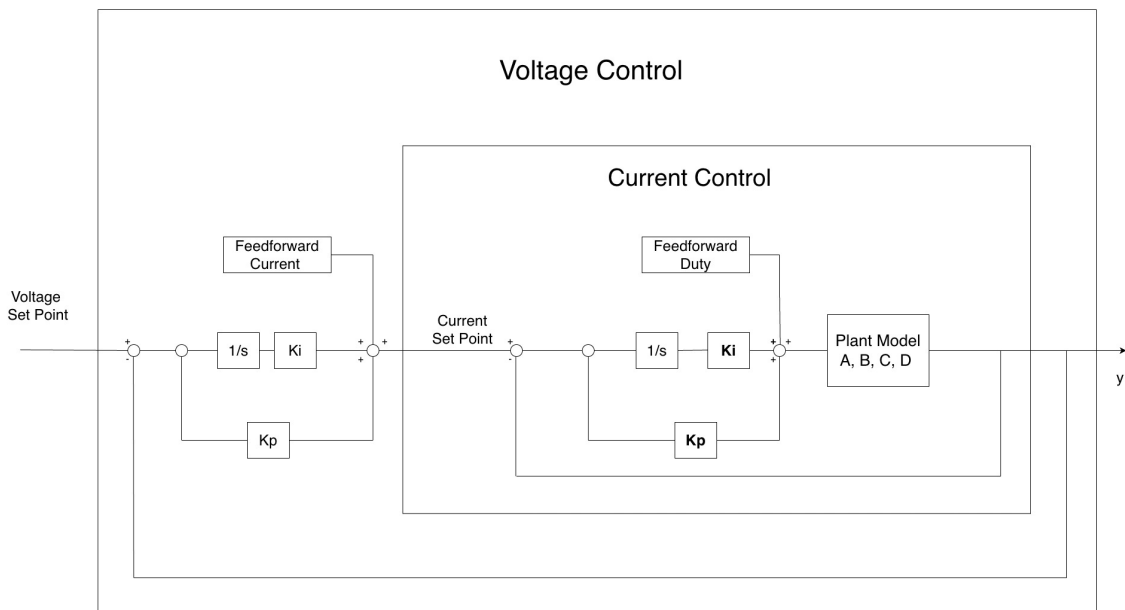 Voltage Control
Current Control
Feedforward
Current
Feedforward
Duty
Voltage
Set Point
Current
Set Point
+
-
1/s
Ki
+
+
+
+
-
1/s
Ki
+
+
+
Plant Model
A, B, C, D
y
Kp
Kp